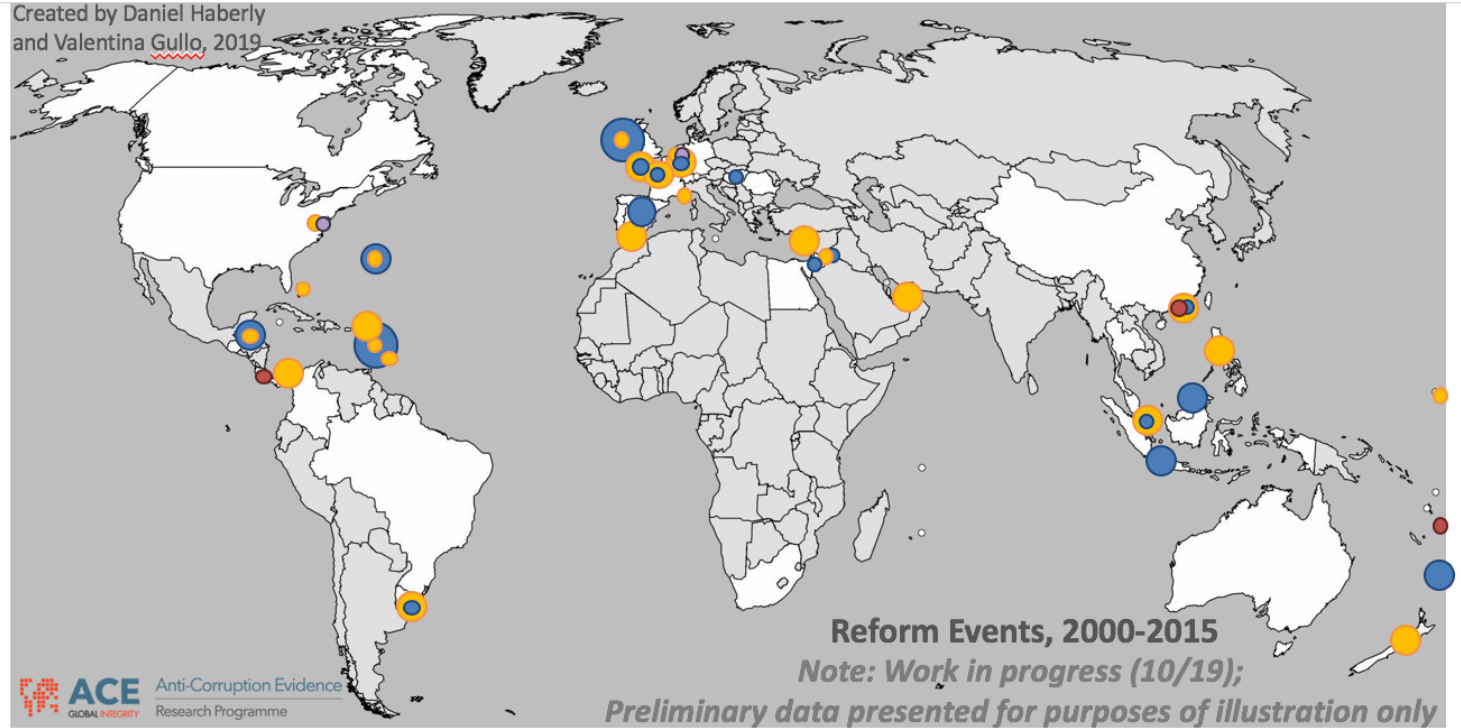 Created by Daniel Haberly
and Valentina Gullo, 2019
Reform Events, 2000-2015
Note: Work in progress (10/19);
Preliminary data presented for purposes of illustration only
ACE
GLOBAL INTEGRITY
Anti-Corruption Evidence
Research Programme